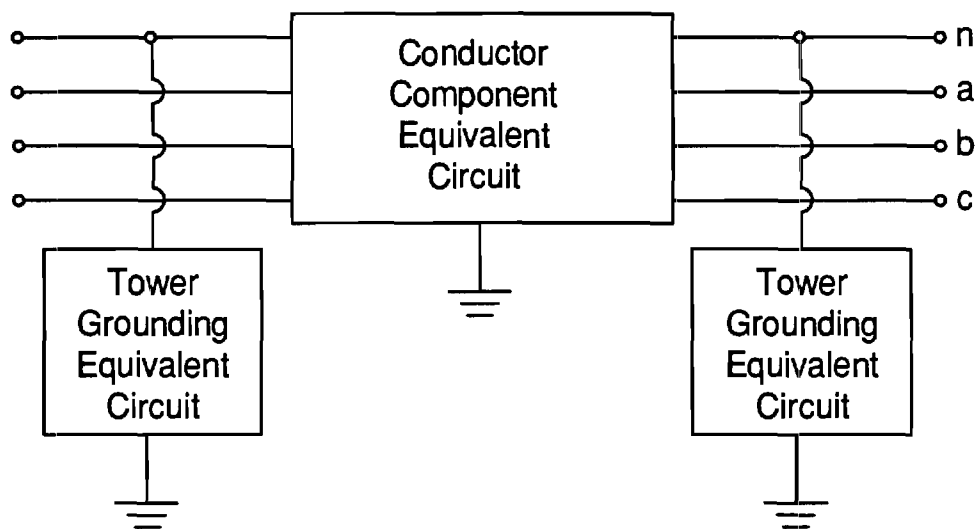 Conductor
Component
Equivalent
Circuit
n
a
b
c
Tower
Grounding
Equivalent
Circuit
Tower
Grounding
Equivalent
Circuit